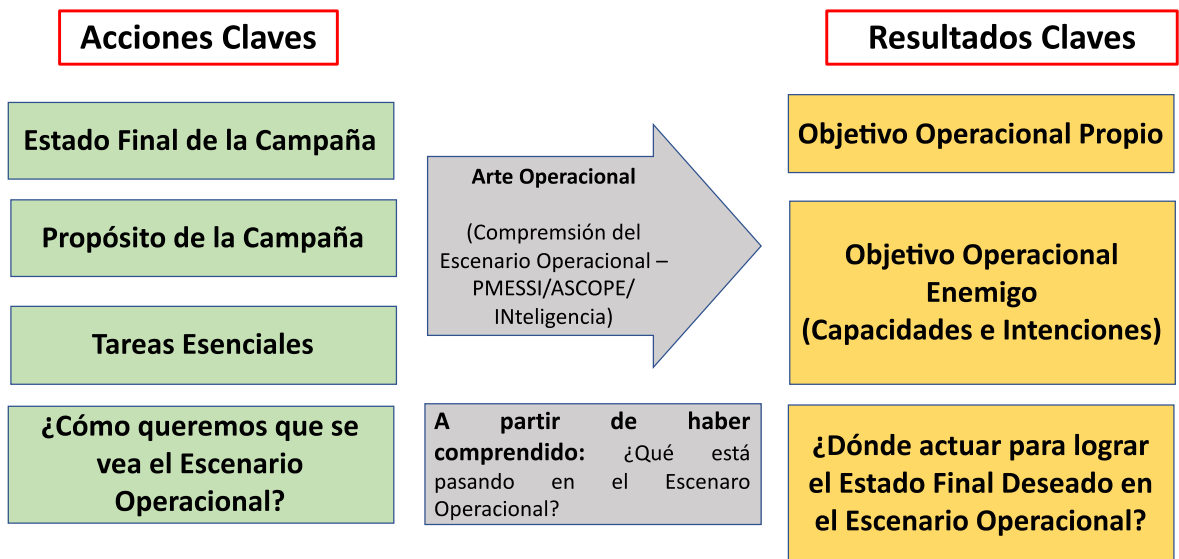 Acciones Claves
Estado Final de la Campaña
Propósito de la Campaña
Tareas Esenciales
¿Cómo queremos que se
vea el Escenario
Operacional?
Arte Operacional
(Compremsión del
Escenario Operacional –
PMESSI/ASCOPE/
INteligencia)
A partir de haber
comprendido: ¿Qué está
pasando en el Escenaro
Operacional?
Resultados Claves
Objetivo Operacional Propio
Objetivo Operacional
Enemigo
(Capacidades e Intenciones)
¿Dónde actuar para lograr
el Estado Final Deseado en
el Escenario Operacional?